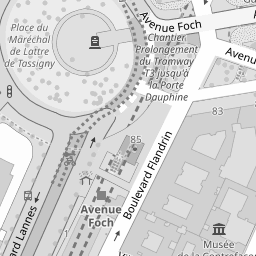 Avenue Foch
Place du
Maréchal
de Lattre
de Tassigny
Chantier
Prolongement
du Tramway
T3 jusqu'à
la Porte
Dauphine
Avenu
83
85
Boulevard Flandrin
Avenue
Foch
ard Lannes
Musée
de la Contrefaçon